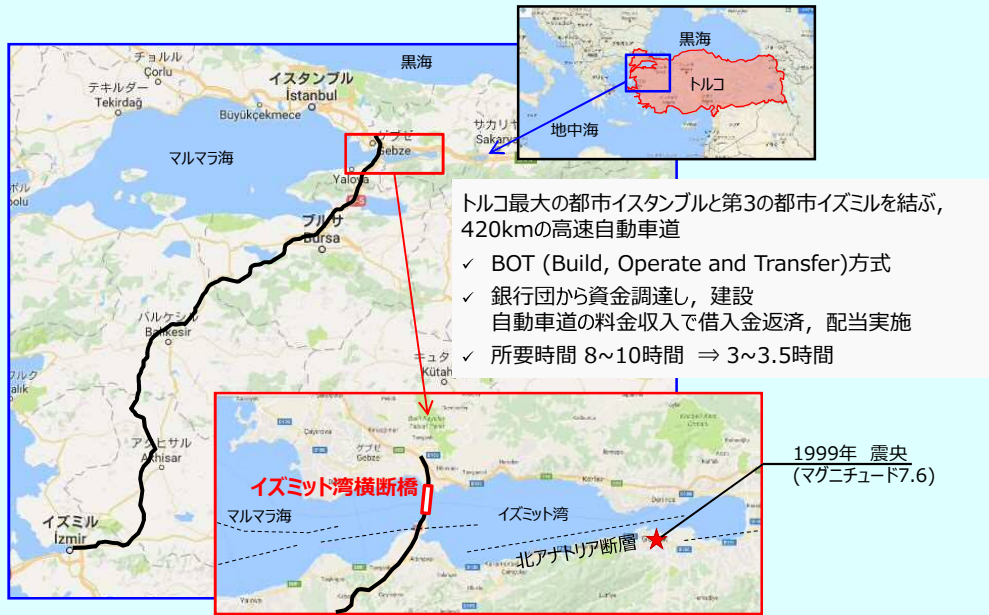 黒海
トルコ
地中海
黒海
チョルル
Çorlu
テキルダー
Tekirdağ
イスタンブル
İstanbul
Büyükçekmece
ゲブゼ
Gebze
サカリヤ
Sakarya
マルマラ海
Yalova
ブルサ
Bursa
バルケシル
Balıkesir
アクヒサル
Akhisar
イズミル
İzmir
トルコ最大の都市イスタンブルと第3の都市イズミルを結ぶ,
420kmの高速自動車道
✓ BOT (Build, Operate and Transfer)方式
✓ 銀行団から資金調達し, 建設
自動車道の料金収入で借入金返済, 配当実施
✓ 所要時間 8~10時間 ⇒ 3~3.5時間
キュタ
Kütah
ゲブゼ
Gebze
イズミット湾横断橋
マルマラ海
イズミット湾
北アナトリア断層
Yalova
1999年 震央
(マグニチュード7.6)